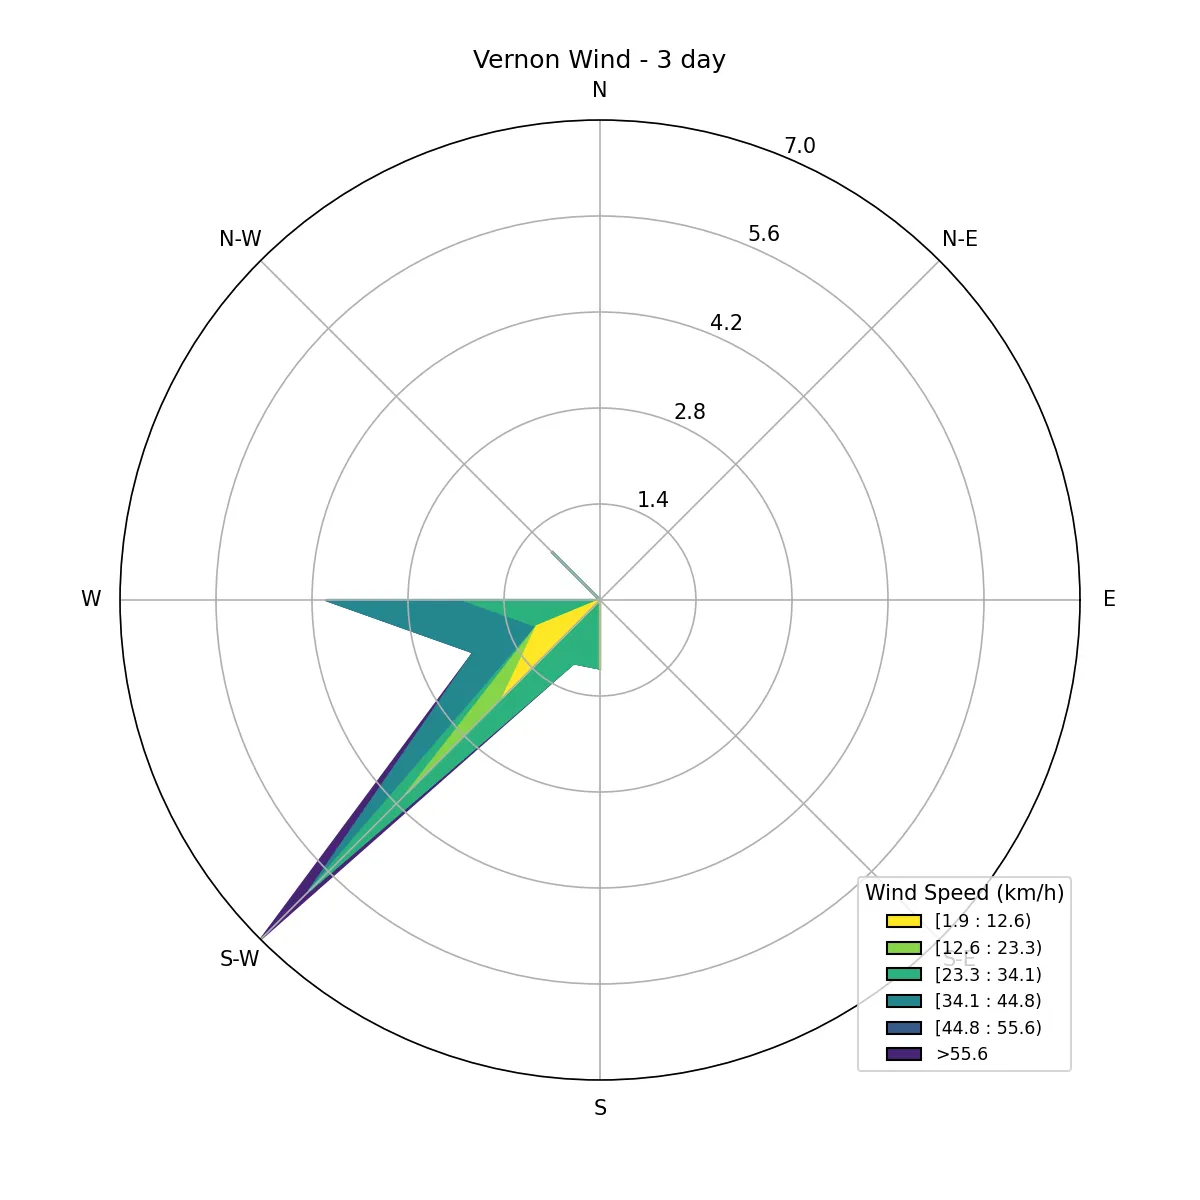 Vernon Wind - 3 day
N
7.0
N-W
5.6
N-E
4.2
2.8
1.4
W
E
S-W
S-E
S
Wind Speed (km/h)
[1.9 : 12.6)
[12.6 : 23.3)
[23.3 : 34.1)
[34.1 : 44.8)
[44.8 : 55.6)
>55.6